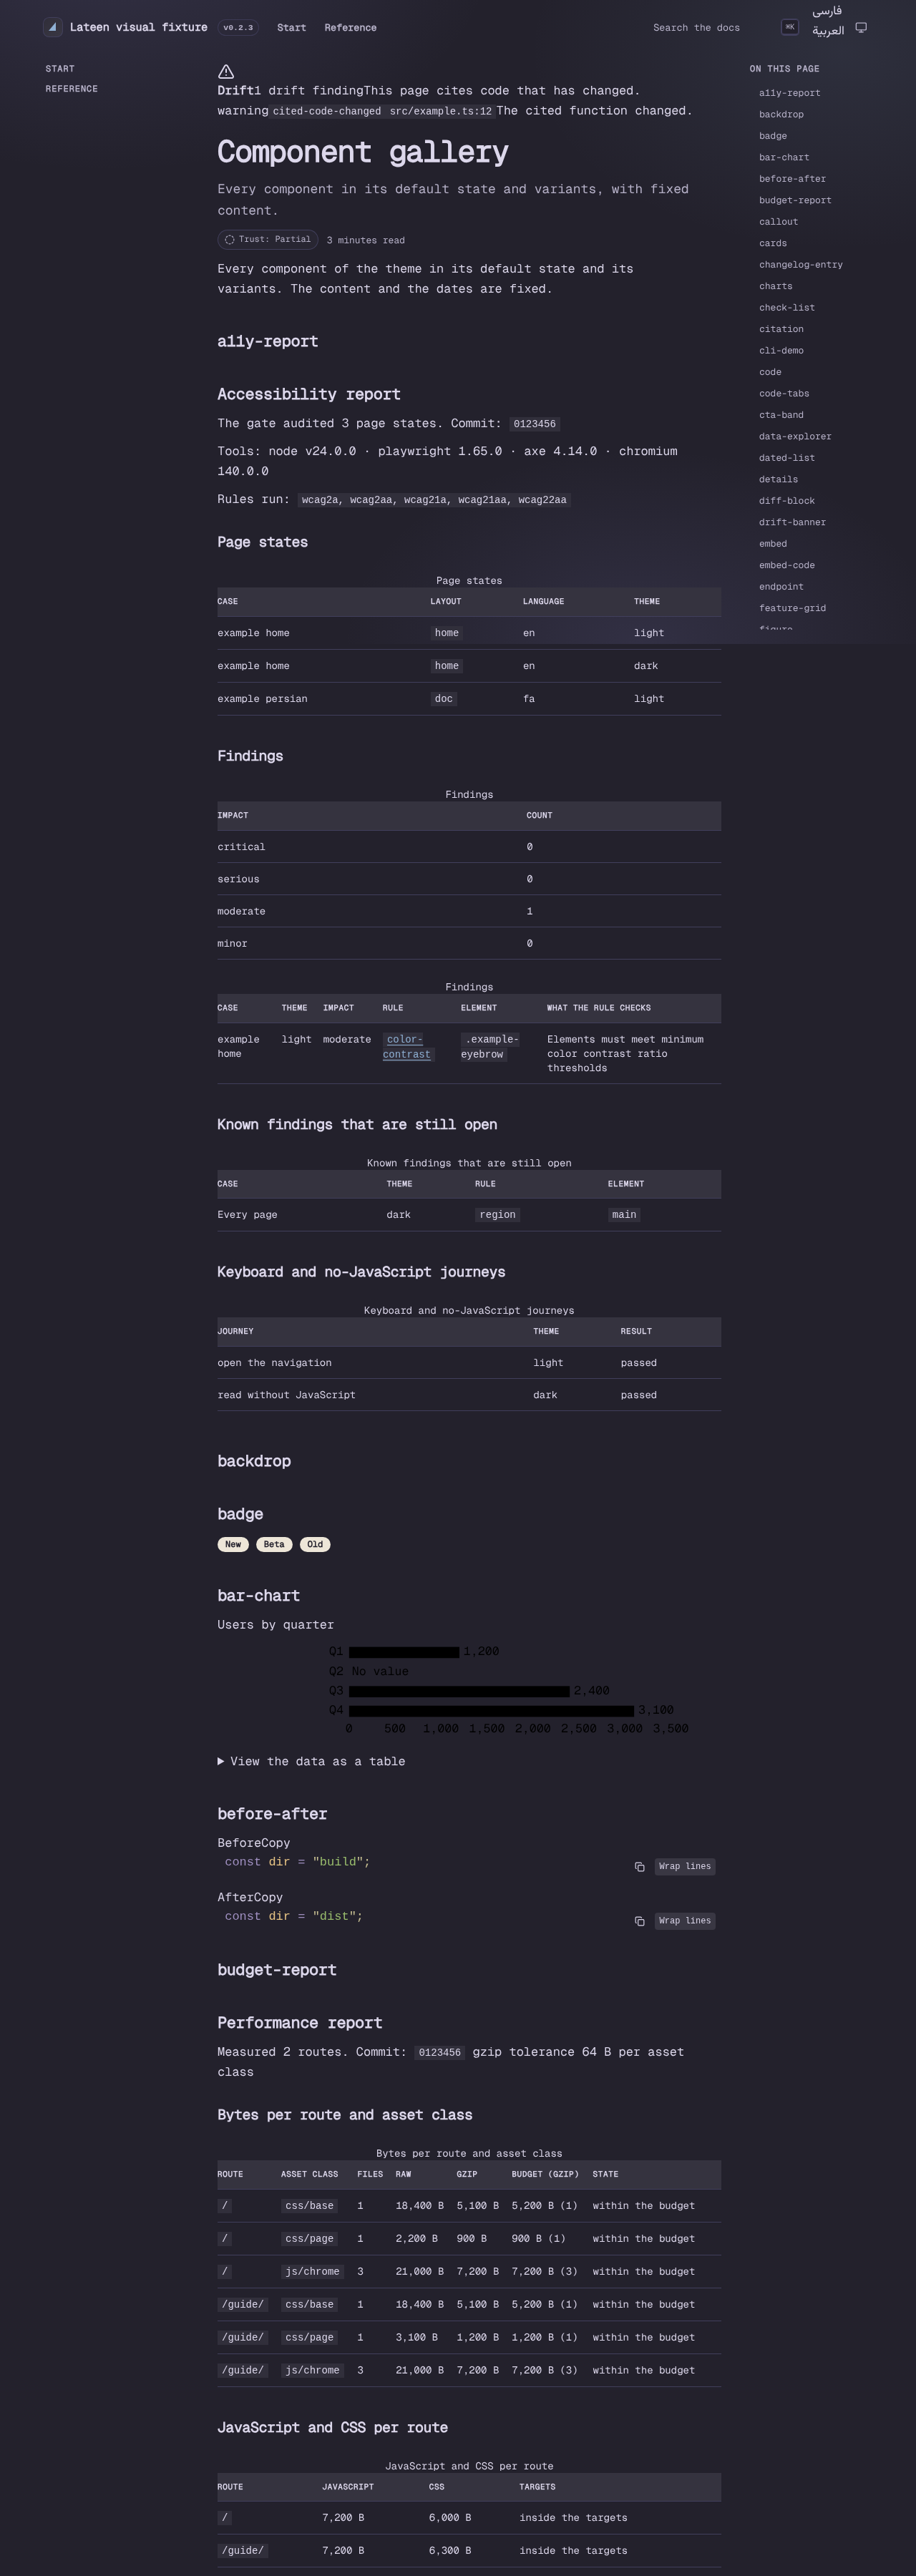 Lateen visual fixture
v0.2.3
Start
Reference
Search the docs
⌘K
فارسی
العربية
START
REFERENCE
Drift1 drift findingThis page cites code that has changed.
warning cited-code-changed src/example.ts:12 The cited function changed.
Component gallery
Every component in its default state and variants, with fixed
content.
Trust: Partial
3 minutes read
Every component of the theme in its default state and its
variants. The content and the dates are fixed.
ON THIS PAGE
a11y-report
backdrop
badge
bar-chart
before-after
budget-report
callout
cards
changelog-entry
charts
check-list
citation
cli-demo
code
code-tabs
cta-band
data-explorer
dated-list
details
diff-block
drift-banner
embed
embed-code
endpoint
feature-grid
a11y-report
Accessibility report
The gate audited 3 page states. Commit: 0123456
Tools: node v24.0.0 · playwright 1.65.0 · axe 4.14.0 · chromium
140.0.0
Rules run: wcag2a, wcag2aa, wcag21a, wcag21aa, wcag22aa
Page states
Page states
CASE LAYOUT LANGUAGE THEME
example home home en light
example home home en dark
example persian doc fa light
Findings
Findings
IMPACT COUNT
critical 0
serious 0
moderate 1
minor 0
Findings
CASE THEME IMPACT RULE ELEMENT WHAT THE RULE CHECKS
example light moderate color- .example- Elements must meet minimum
home contrast eyebrow color contrast ratio
thresholds
Known findings that are still open
Known findings that are still open
CASE THEME RULE ELEMENT
Every page dark region main
Keyboard and no-JavaScript journeys
Keyboard and no-JavaScript journeys
JOURNEY THEME RESULT
open the navigation light passed
read without JavaScript dark passed
backdrop
badge
New Beta Old
bar-chart
Users by quarter
Q1 1,200
Q2 No value
Q3 2,400
Q4 3,100
0 500 1,000 1,500 2,000 2,500 3,000 3,500
View the data as a table
before-after
BeforeCopy
const dir = "build";
Wrap lines
AfterCopy
const dir = "dist";
Wrap lines
budget-report
Performance report
Measured 2 routes. Commit: 0123456 gzip tolerance 64 B per asset
class
Bytes per route and asset class
Bytes per route and asset class
ROUTE ASSET CLASS FILES RAW GZIP BUDGET (GZIP) STATE
/ css/base 1 18,400 B 5,100 B 5,200 B (1) within the budget
/ css/page 1 2,200 B 900 B 900 B (1) within the budget
/ js/chrome 3 21,000 B 7,200 B 7,200 B (3) within the budget
/guide/ css/base 1 18,400 B 5,100 B 5,200 B (1) within the budget
/guide/ css/page 1 3,100 B 1,200 B 1,200 B (1) within the budget
/guide/ js/chrome 3 21,000 B 7,200 B 7,200 B (3) within the budget
JavaScript and CSS per route
JavaScript and CSS per route
ROUTE JAVASCRIPT CSS TARGETS
/ 7,200 B 6,000 B inside the targets
/guide/ 7,200 B 6,300 B inside the targets